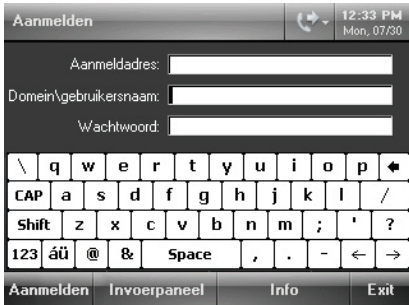 Aanmelden 12:33 PM
Mon, 07/30
Aanmeldadres:
Domein\gebruikersnaam:
Wachtwoord:
\ q w e r t y u i o p ←
CAP a s d f g h j k l /
Shift z x c v b n m ; ' ?
123 áü @ & Space , . - ← →
Aanmelden Invoerpaneel Info Exit